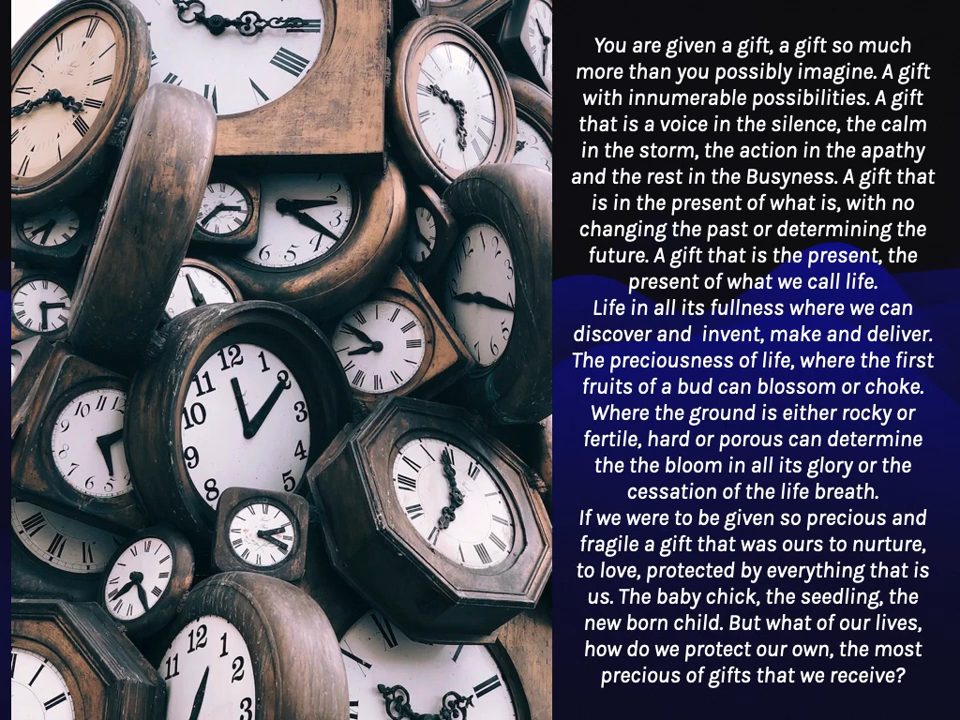 You are given a gift, a gift so much
more than you possibly imagine. A gift
with innumerable possibilities. A gift
that is a voice in the silence, the calm
in the storm, the action in the apathy
and the rest in the Busyness. A gift that
is in the present of what is, with no
changing the past or determining the
future. A gift that is the present, the
present of what we call life.
Life in all its fullness where we can
discover and  invent, make and deliver.
The preciousness of life, where the first
fruits of a bud can blossom or choke.
Where the ground is either rocky or
fertile, hard or porous can determine
the the bloom in all its glory or the
cessation of the life breath.
If we were to be given so precious and
fragile a gift that was ours to nurture,
to love, protected by everything that is
us. The baby chick, the seedling, the
new born child. But what of our lives,
how do we protect our own, the most
precious of gifts that we receive?